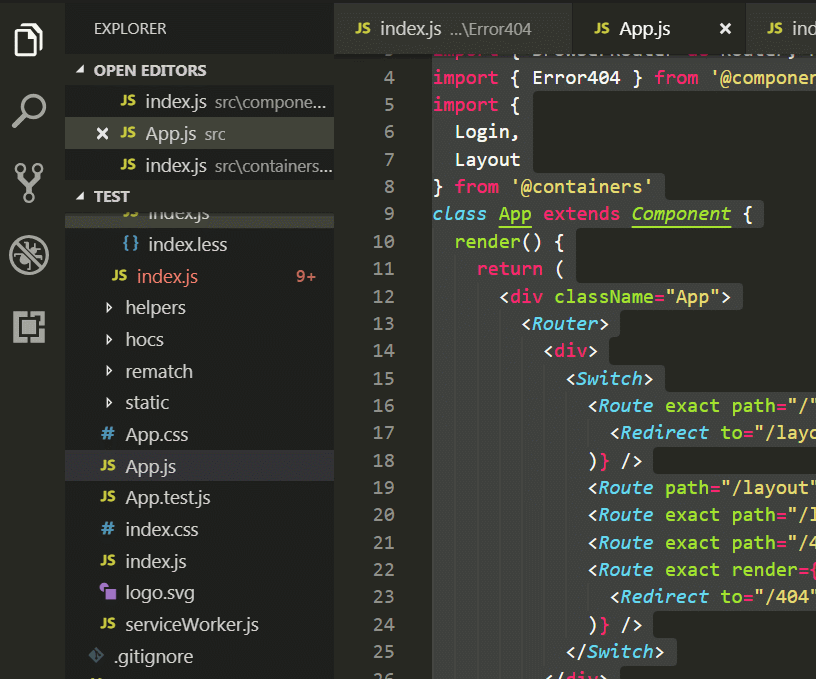 EXPLORER
OPEN EDITORS
JS index.js src\compone...
JS App.js src
JS index.js src\containers...
TEST
JS index.js
{} index.less
JS index.js 9+
helpers
hocs
rematch
static
# App.css
JS App.js
JS App.test.js
# index.css
JS index.js
logo.svg
JS serviceWorker.js
.gitignore
JS index.js ...\Error404
JS App.js ×
JS ind
4 import { Error404 } from '@componen
5 import {
6 Login,
7 Layout
8 } from '@containers'
9 class App extends Component {
10 render() {
11 return (
12 <div className="App">
13 <Router>
14 <div>
15 <Switch>
16 <Route exact path="/"
17 <Redirect to="/layo
18 )} />
19 <Route path="/layout"
20 <Route exact path="/l
21 <Route exact path="/4
22 <Route exact render={
23 <Redirect to="/404"
24 )} />
25 </Switch>
26 </div>